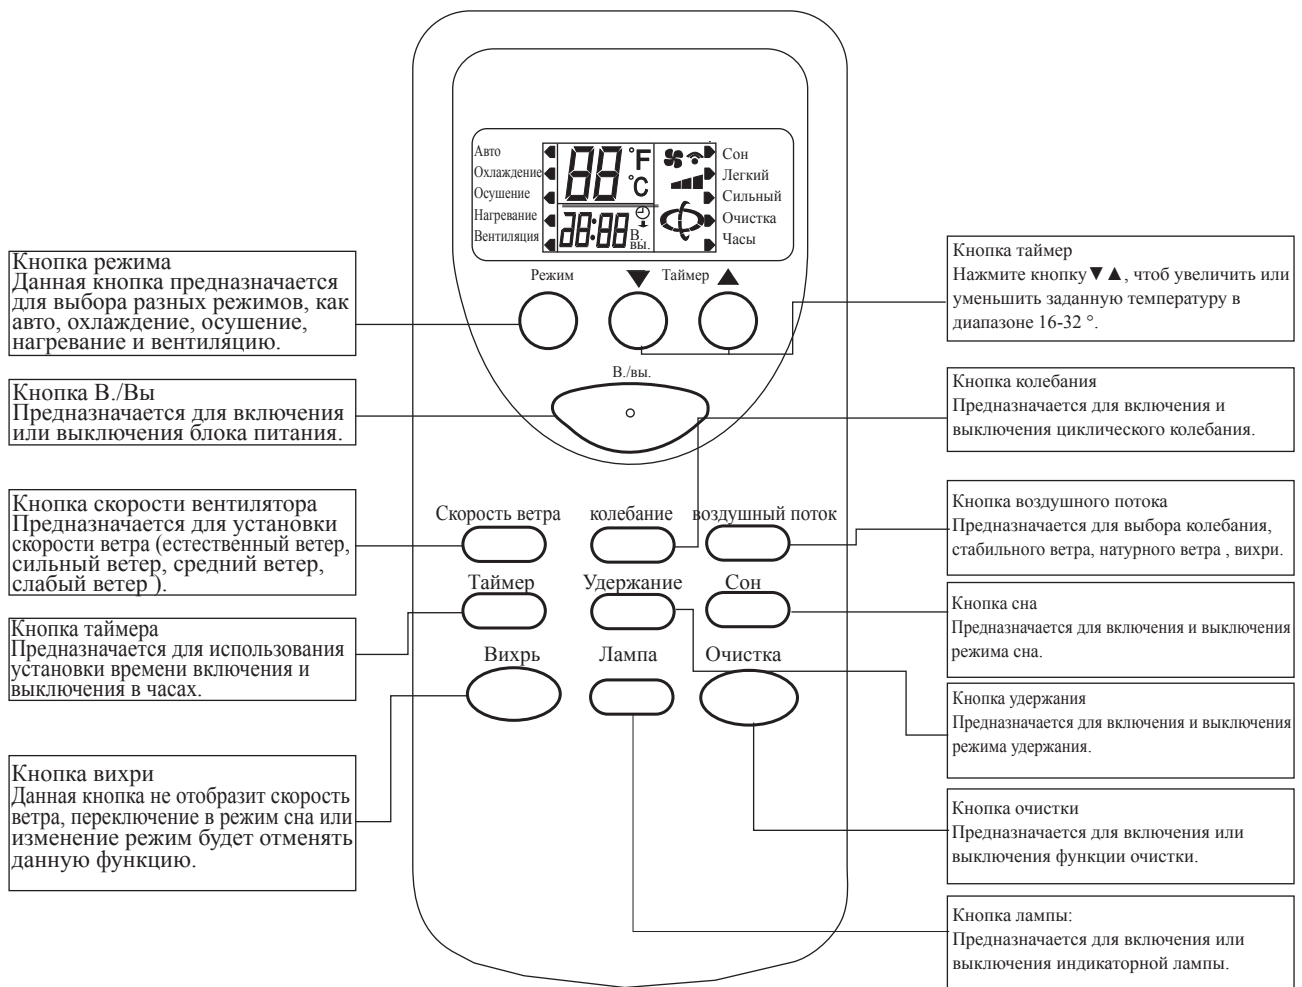 Авто
Охлаждение
Осушение
Нагревание
Вентиляция
88 °F
°C
d8:88 В.
вы.
Сон
Легкий
Сильный
Очистка
Часы
Режим
▼ Таймер ▲
В./вы.
Скорость ветра колебание воздушный поток
Таймер Удержание Сон
Вихрь Лампа Очистка
Кнопка режима
Данная кнопка предназначается
для выбора разных режимов, как
авто, охлаждение, осушение,
нагревание и вентиляцию.
Кнопка В./Вы
Предназначается для включения
или выключения блока питания.
Кнопка скорости вентилятора
Предназначается для установки
скорости ветра (естественный ветер,
сильный ветер, средний ветер,
слабый ветер ).
Кнопка таймера
Предназначается для использования
установки времени включения и
выключения в часах.
Кнопка вихри
Данная кнопка не отобразит скорость
ветра, переключение в режим сна или
изменение режим будет отменять
данную функцию.
Кнопка таймер
Нажмите кнопку▼▲, чтоб увеличить или
уменьшить заданную температуру в
диапазоне 16-32 °.
Кнопка колебания
Предназначается для включения и
выключения циклического колебания.
Кнопка воздушного потока
Предназначается для выбора колебания,
стабильного ветра, натурного ветра , вихри.
Кнопка сна
Предназначается для включения и выключения
режима сна.
Кнопка удержания
Предназначается для включения и выключения
режима удержания.
Кнопка очистки
Предназначается для включения или
выключения функции очистки.
Кнопка лампы:
Предназначается для включения или
выключения индикаторной лампы.